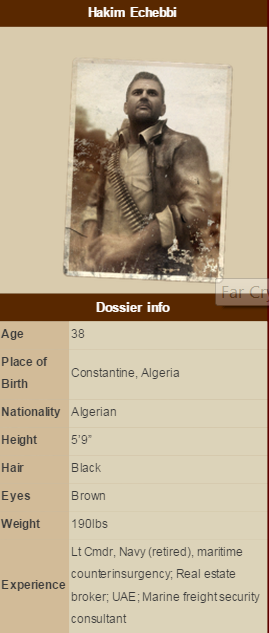 Hakim Echebbi
Far Cr
Dossier info
Age 38
Place of
Birth
Constantine, Algeria
Nationality Algerian
Height 5'9"
Hair Black
Eyes Brown
Weight 190lbs
Experience
Lt Cmdr, Navy (retired), maritime
counterinsurgency; Real estate
broker; UAE; Marine freight security
consultant